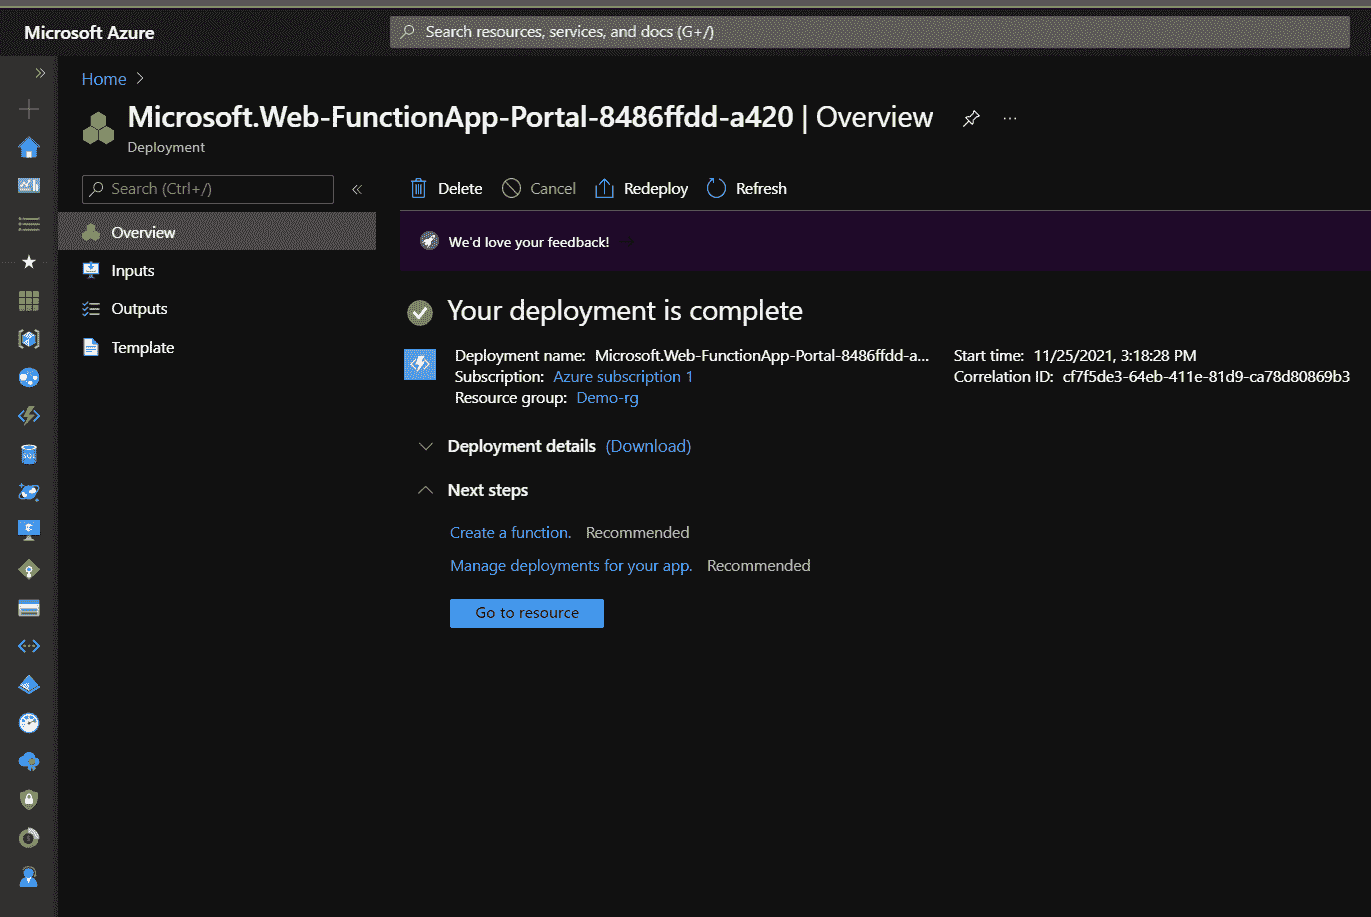 Microsoft Azure
Search resources, services, and docs (G+/)
Home
Microsoft.Web-FunctionApp-Portal-8486ffdd-a420 | Overview
Deployment
Search (Ctrl+/)
Delete
Cancel
Redeploy
Refresh
Overview
Inputs
Outputs
Template
We'd love your feedback!
Your deployment is complete
Deployment name: Microsoft.Web-FunctionApp-Portal-8486ffdd-a...
Subscription: Azure subscription 1
Resource group: Demo-rg
Start time: 11/25/2021, 3:18:28 PM
Correlation ID: cf7f5de3-64eb-411e-81d9-ca78d80869b3
Deployment details (Download)
Next steps
Create a function. Recommended
Manage deployments for your app. Recommended
Go to resource